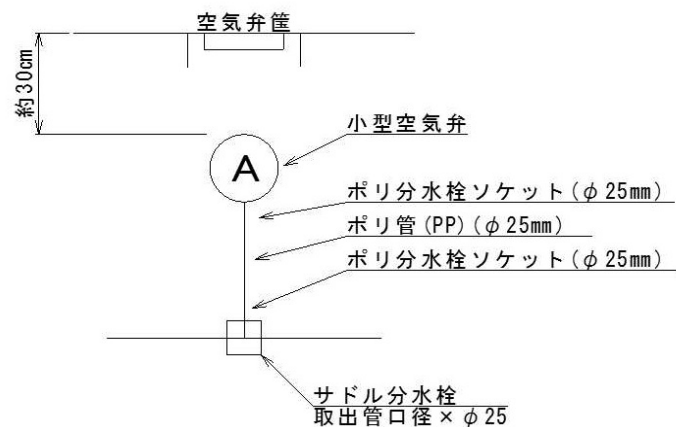 空気弁筐
約30cm
小型空気弁
A
ポリ分水栓ソケット(φ25mm)
ポリ管(PP)(φ25mm)
ポリ分水栓ソケット(φ25mm)
サドル分水栓
取出管口径×φ25